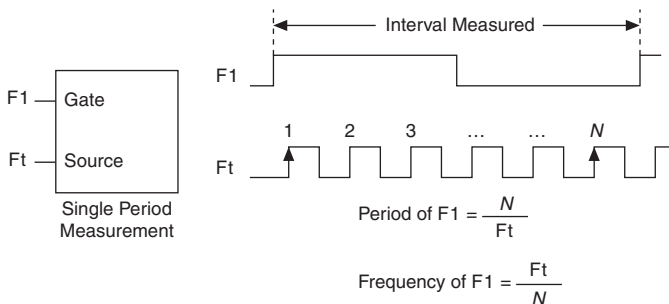 Interval Measured
F1
F1
Gate
1 2 3 … … N
Ft
Source
Ft
Single Period
Measurement
Period of F1 = N
Ft
Frequency of F1 = Ft
N